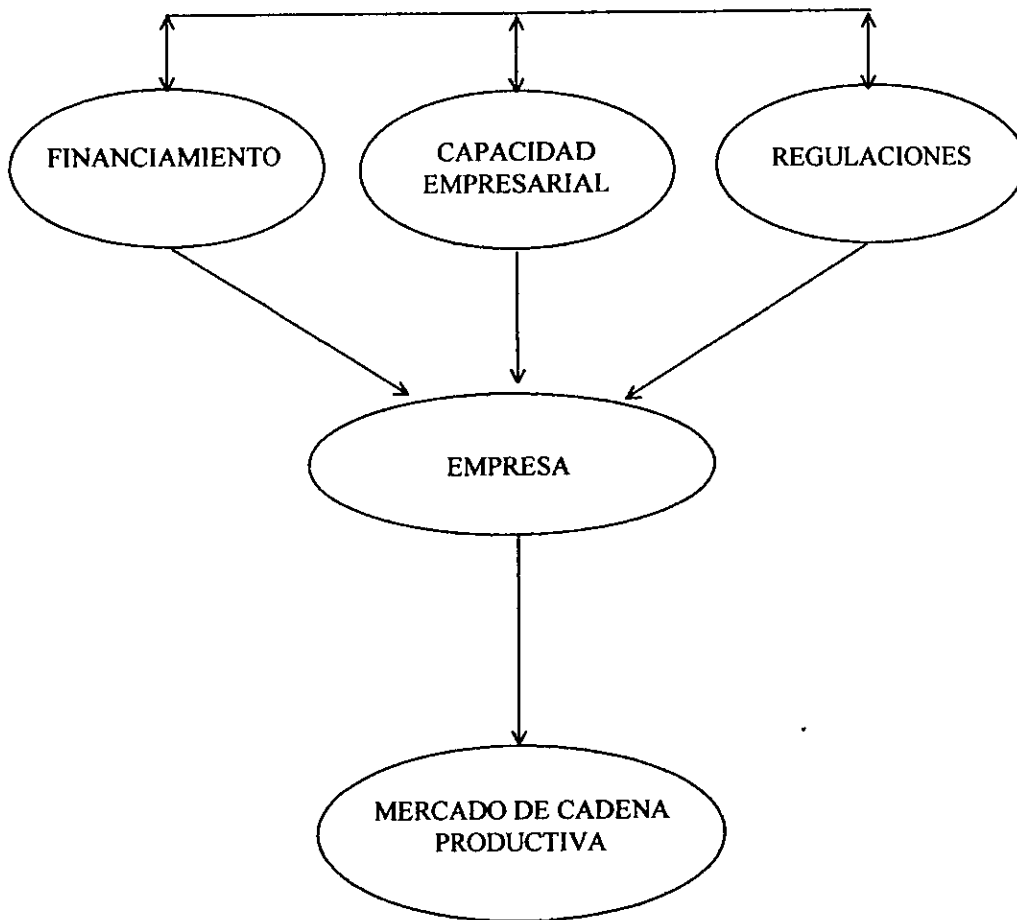 FINANCIAMIENTO
CAPACIDAD
EMPRESARIAL
REGULACIONES
EMPRESA
MERCADO DE CADENA
PRODUCTIVA